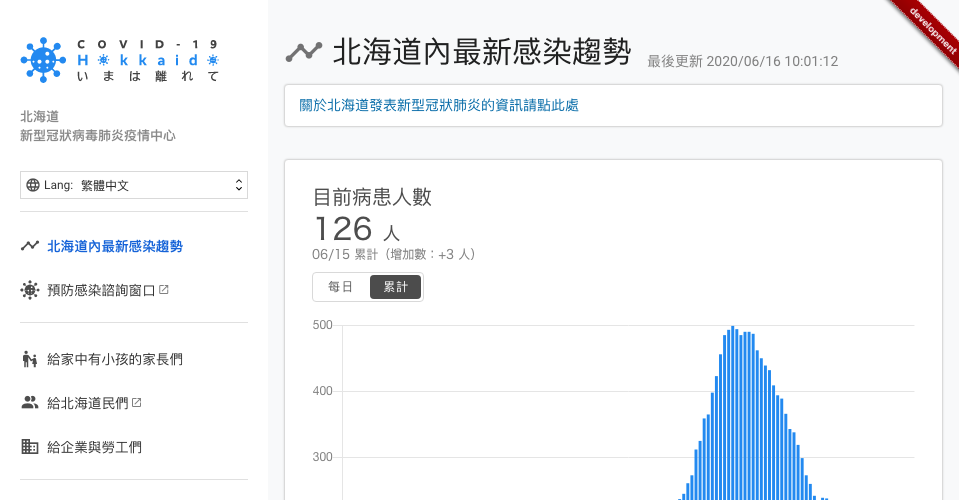 COVID-19
Hokkaido
いまは離れて
北海道
新型冠狀病毒肺炎疫情中心
Lang: 繁體中文
北海道內最新感染趨勢
預防感染諮詢窗口
給家中有小孩的家長們
給北海道民們
給企業與勞工們
北海道內最新感染趨勢
最後更新 2020/06/16 10:01:12
development
關於北海道發表新型冠狀肺炎的資訊請點此處
目前病患人數
126 人
06/15 累計（增加數：+3 人）
每日 累計
500
400
300